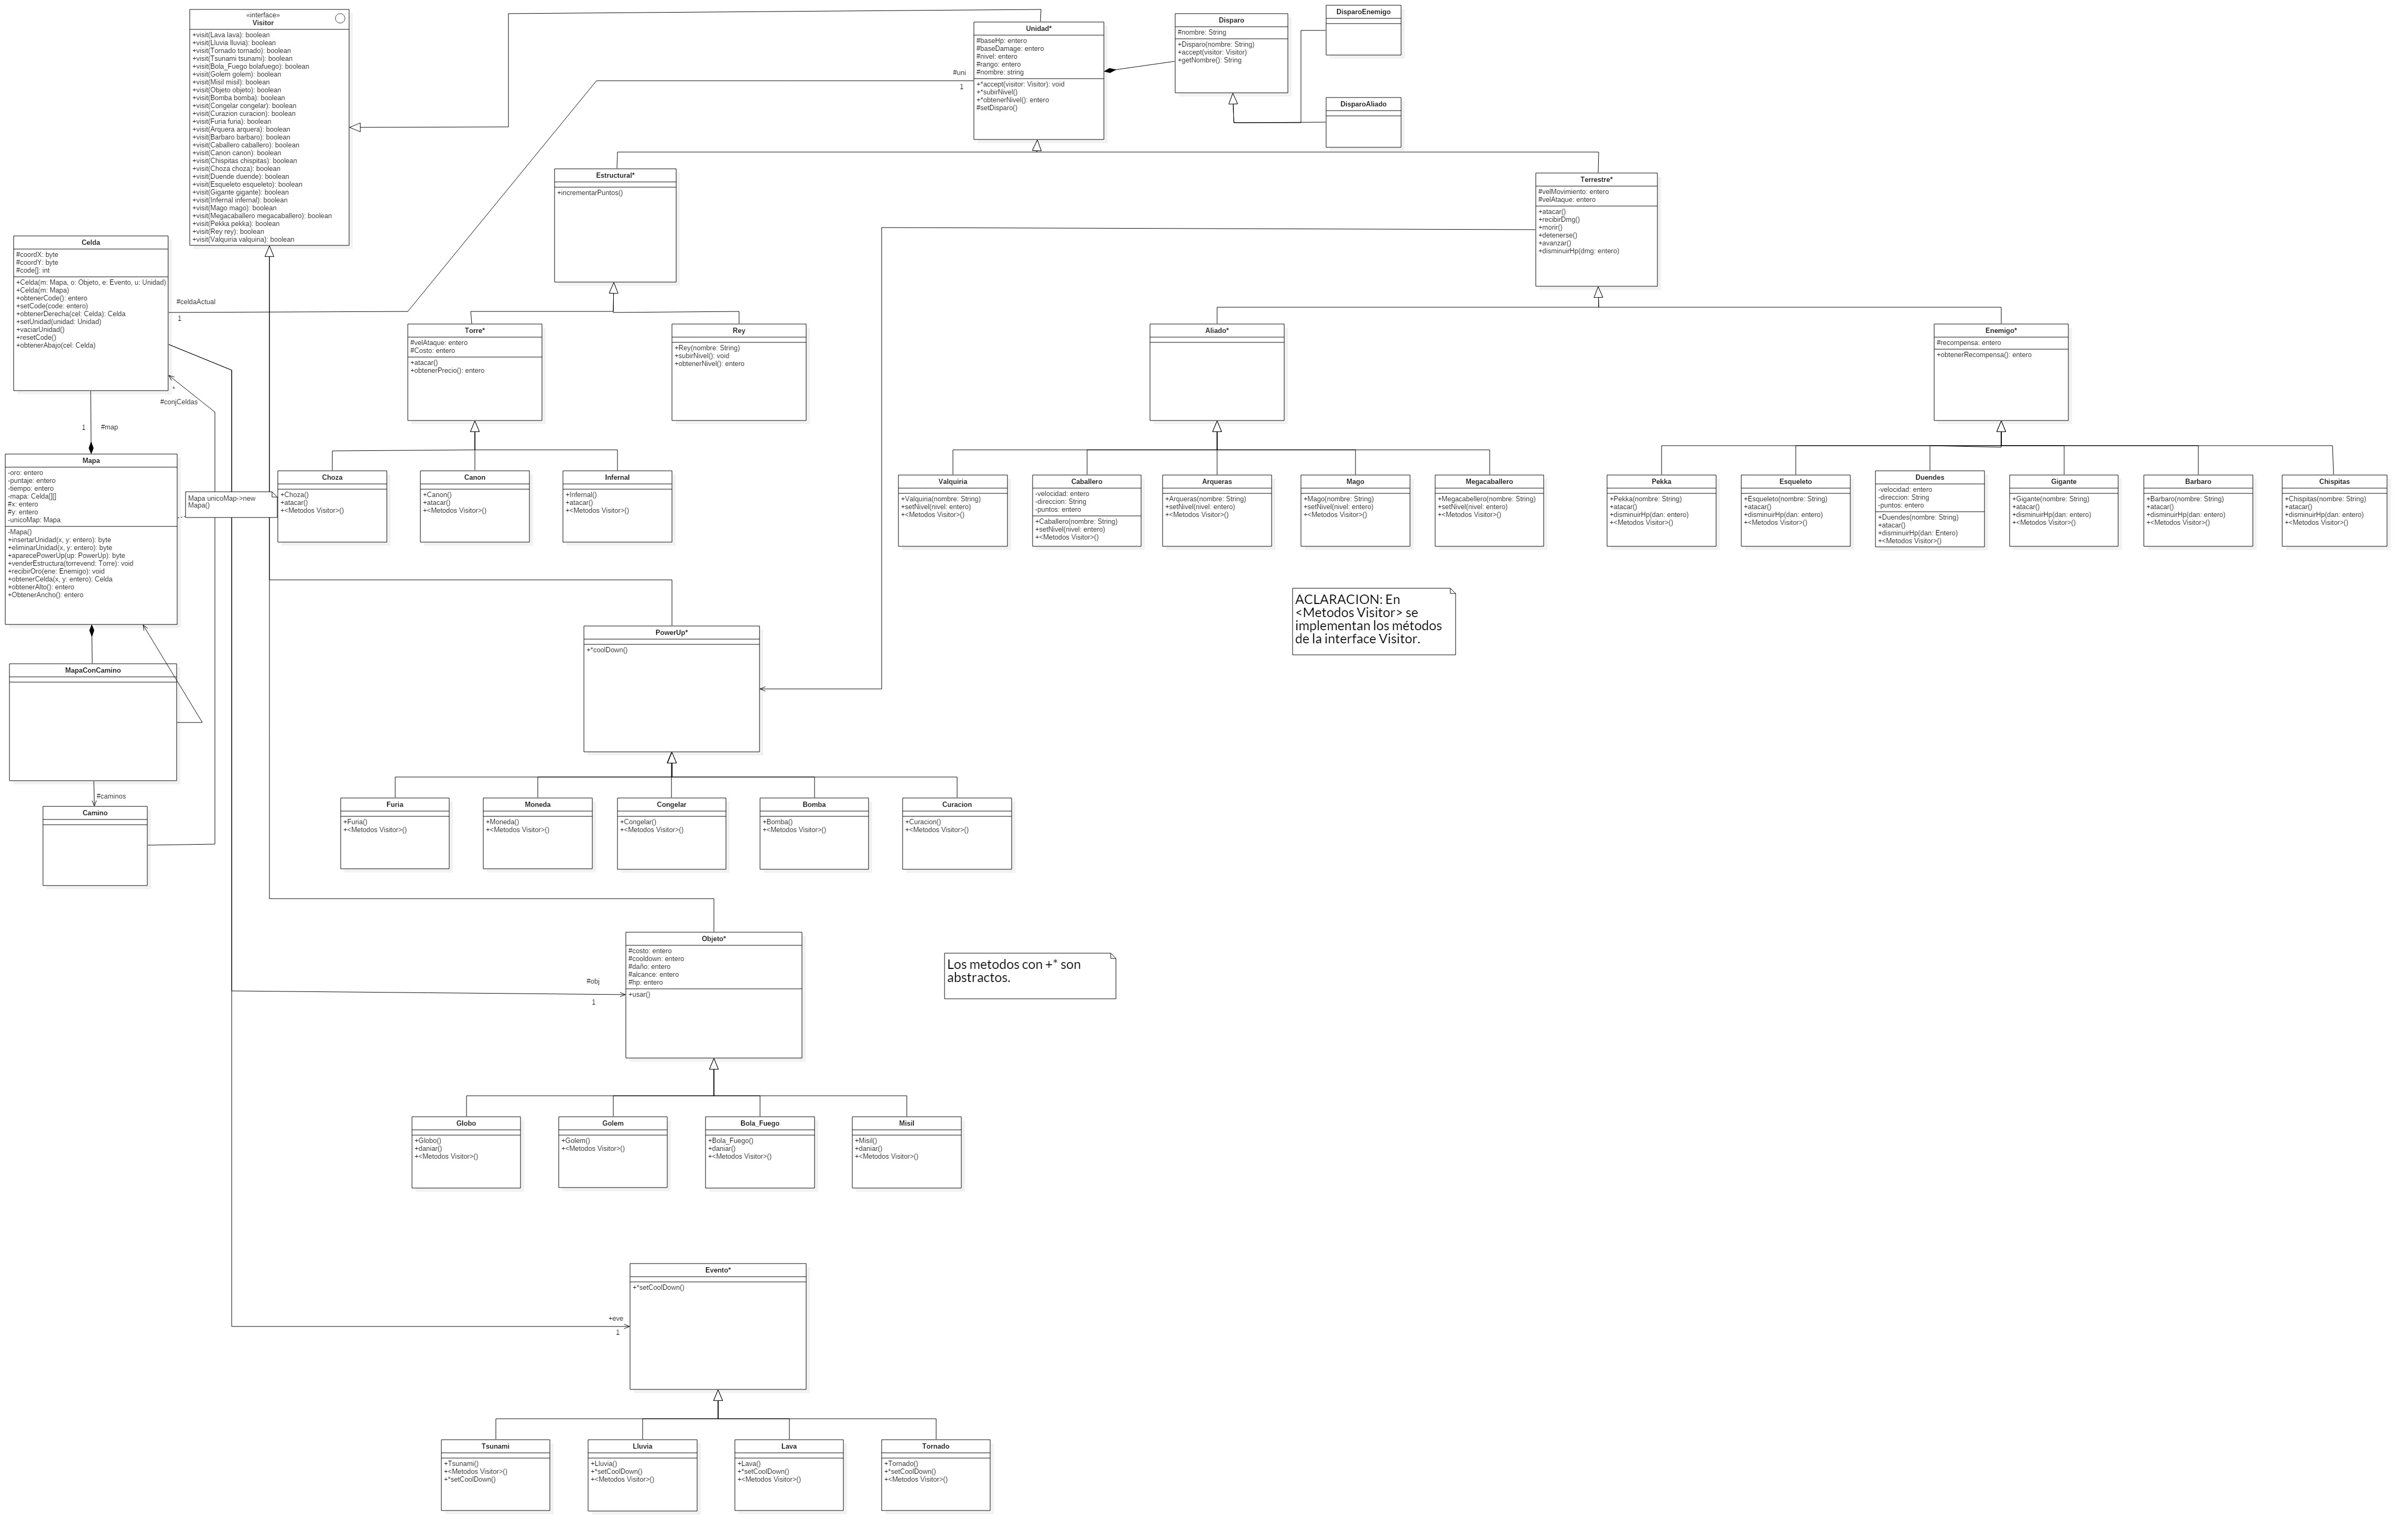 «interface»
Visitor
+visit(Lava lava): boolean
+visit(Lluvia lluvia): boolean
+visit(Tornado tornado): boolean
+visit(Tsunami tsunami): boolean
+visit(Bola_Fuego bolafuego): boolean
+visit(Golem golem): boolean
+visit(Misil misil): boolean
+visit(Objeto objeto): boolean
+visit(Bomba bomba): boolean
+visit(Congelar congelar): boolean
+visit(Curazion curacion): boolean
+visit(Furia furia): boolean
+visit(Arquera arquera): boolean
+visit(Barbaro barbaro): boolean
+visit(Caballero caballero): boolean
+visit(Canon canon): boolean
+visit(Chispitas chispitas): boolean
+visit(Choza choza): boolean
+visit(Duende duende): boolean
+visit(Esqueleto esqueleto): boolean
+visit(Gigante gigante): boolean
+visit(Infernal infernal): boolean
+visit(Mago mago): boolean
+visit(Megacaballero megacaballero): boolean
+visit(Pekka pekka): boolean
+visit(Rey rey): boolean
+visit(Valquiria valquiria): boolean
Unidad*
#baseHp: entero
#baseDamage: entero
#nivel: entero
#rango: entero
#nombre: string
+*accept(visitor: Visitor): void
+*subirNivel()
+*obtenerNivel(): entero
#setDisparo()
#uni
1
Disparo
#nombre: String
+Disparo(nombre: String)
+accept(visitor: Visitor)
+getNombre(): String
DisparoEnemigo
DisparoAliado
Estructural*
+incrementarPuntos()
Terrestre*
#velMovimiento: entero
#velAtaque: entero
+atacar()
+recibirDmg()
+morir()
+detenerse()
+avanzar()
+disminuirHp(dmg: entero)
Celda
#coordX: byte
#coordY: byte
#code[]: int
+Celda(m: Mapa, o: Objeto, e: Evento, u: Unidad)
+Celda(m: Mapa)
+obtenerCode(): entero
+setCode(code: entero)
+obtenerDerecha(cel: Celda): Celda
+setUnidad(unidad: Unidad)
+vaciarUnidad()
+resetCode()
+obtenerAbajo(cel: Celda)
#celdaActual
1
*
#conjCeldas
1
#map
Torre*
#velAtaque: entero
#Costo: entero
+atacar()
+obtenerPrecio(): entero
Rey
+Rey(nombre: String)
+subirNivel(): void
+obtenerNivel(): entero
Aliado*
Enemigo*
#recompensa: entero
+obtenerRecompensa(): entero
Mapa
-oro: entero
-puntaje: entero
-tiempo: entero
-mapa: Celda[][]
#x: entero
#y: entero
-unicoMap: Mapa
-Mapa()
+insertarUnidad(x, y: entero): byte
+eliminarUnidad(x, y: entero): byte
+aparecePowerUp(up: PowerUp): byte
+venderEstructura(torrevend: Torre): void
+recibirOro(ene: Enemigo): void
+obtenerCelda(x, y: entero): Celda
+obtenerAlto(): entero
+ObtenerAncho(): entero
Mapa unicoMap->new
Mapa()
Choza
+Choza()
+atacar()
+<Metodos Visitor>()
Canon
+Canon()
+atacar()
+<Metodos Visitor>()
Infernal
+Infernal()
+atacar()
+<Metodos Visitor>()
Valquiria
+Valquiria(nombre: String)
+setNivel(nivel: entero)
+<Metodos Visitor>()
Caballero
-velocidad: entero
-direccion: String
-puntos: entero
+Caballero(nombre: String)
+setNivel(nivel: entero)
+<Metodos Visitor>()
Arqueras
+Arqueras(nombre: String)
+setNivel(nivel: entero)
+<Metodos Visitor>()
Mago
+Mago(nombre: String)
+setNivel(nivel: entero)
+<Metodos Visitor>()
Megacaballero
+Megacabellero(nombre: String)
+setNivel(nivel: entero)
+<Metodos Visitor>()
Pekka
+Pekka(nombre: String)
+atacar()
+disminuirHp(dan: entero)
+<Metodos Visitor>()
Esqueleto
+Esqueleto(nombre: String)
+atacar()
+disminuirHp(dan: entero)
+<Metodos Visitor>()
Duendes
-velocidad: entero
-direccion: String
-puntos: entero
+Duendes(nombre: String)
+atacar()
+dismuirHp(dan: Entero)
+<Metodos Visitor>()
Gigante
+Gigante(nombre: String)
+atacar()
+disminuirHp(dan: entero)
+<Metodos Visitor>()
Barbaro
+Barbaro(nombre: String)
+atacar()
+disminuirHp(dan: entero)
+<Metodos Visitor>()
Chispitas
+Chispitas(nombre: String)
+atacar()
+disminuirHp(dan: entero)
+<Metodos Visitor>()
ACLARACION: En
<Metodos Visitor> se
implementan los métodos
de la interface Visitor.
PowerUp*
+*coolDown()
MapaConCamino
#caminos
Camino
Furia
+Furia()
+<Metodos Visitor>()
Moneda
+Moneda()
+<Metodos Visitor>()
Congelar
+Congelar()
+<Metodos Visitor>()
Bomba
+Bomba()
+<Metodos Visitor>()
Curacion
+Curacion()
+<Metodos Visitor>()
Objeto*
#costo: entero
#cooldown: entero
#daño: entero
#alcance: entero
#hp: entero
+usar()
#obj
1
Los metodos con +* son
abstractos.
Globo
+Globo()
+daniar()
+<Metodos Visitor>()
Golem
+Golem()
+<Metodos Visitor>()
Bola_Fuego
+Bola_Fuego()
+daniar()
+<Metodos Visitor>()
Misil
+Misil()
+daniar()
+<Metodos Visitor>()
Evento*
+*setCoolDown()
+eve
1
Tsunami
+Tsunami()
+<Metodos Visitor>()
+*setCoolDown()
Lluvia
+Lluvia()
+*setCoolDown()
+<Metodos Visitor>()
Lava
+Lava()
+*setCoolDown()
+<Metodos Visitor>()
Tornado
+Tornado()
+*setCoolDown()
+<Metodos Visitor>()